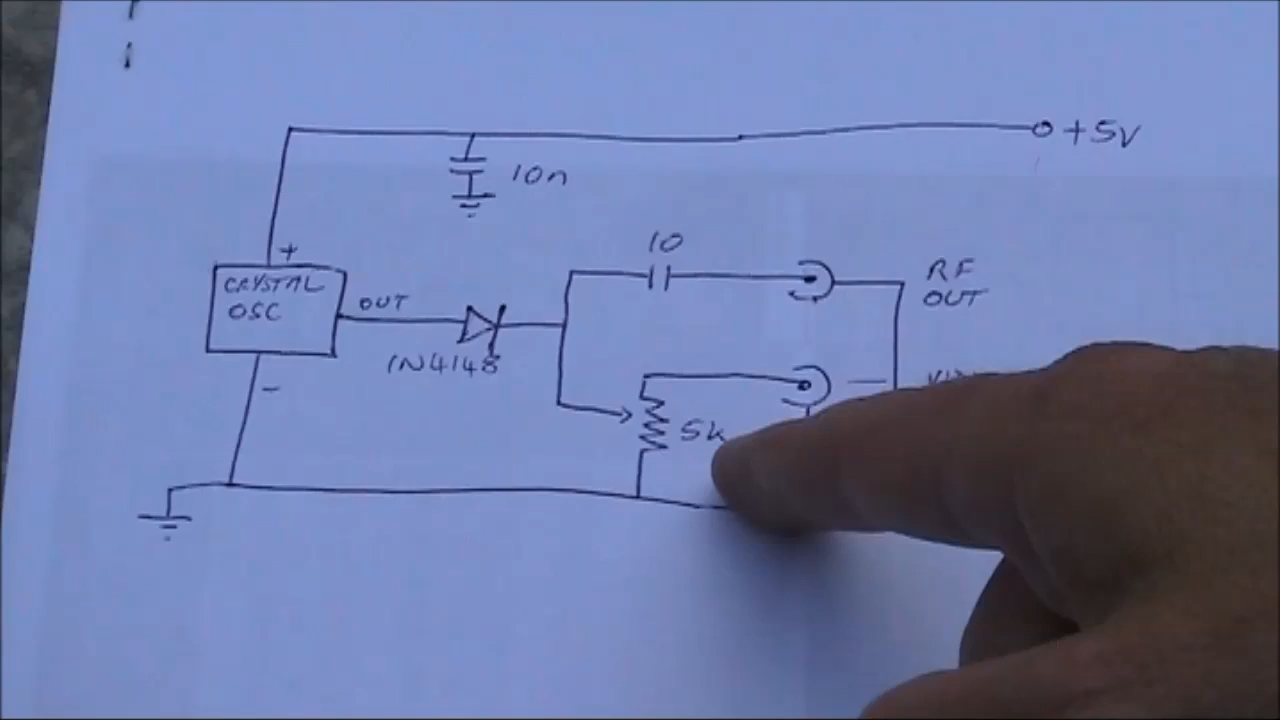 +5V
10n
+
10
CRYSTAL
OSC
OUT
RF
OUT
1N4148
-
5k